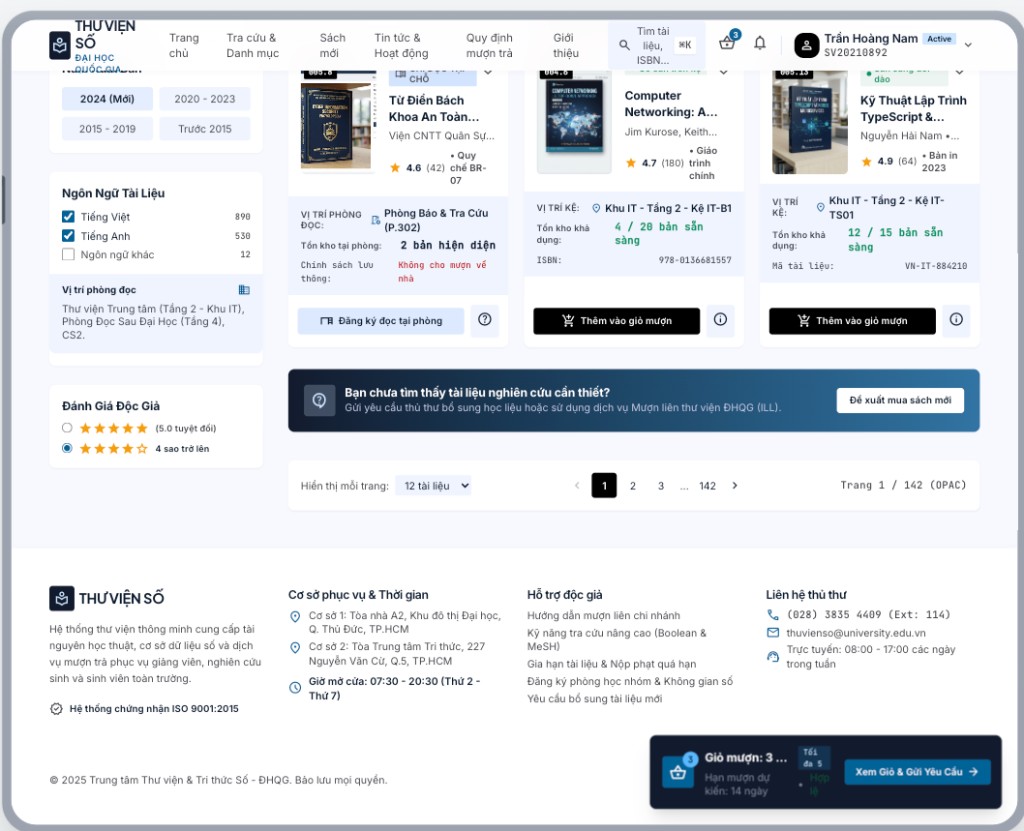 THƯ VIỆN
SỐ
ĐẠI HỌC
QUỐC GIA
Trang
chủ
Tra cứu &
Danh mục
Sách
mới
Tin tức &
Hoạt động
Quy định
mượn trả
Giới
thiệu
Tìm tài
liệu,
ISBN...
⌘K
3
Trần Hoàng Nam Active
SV20210892
2024 (Mới) 2020 - 2023
2015 - 2019 Trước 2015
Ngôn Ngữ Tài Liệu
Tiếng Việt 890
Tiếng Anh 530
Ngôn ngữ khác 12
Vị trí phòng đọc
Thư viện Trung tâm (Tầng 2 - Khu IT),
Phòng Đọc Sau Đại Học (Tầng 4),
CS2.
Đánh Giá Độc Giả
(5.0 tuyệt đối)
4 sao trở lên
005.8
CHỖ
Từ Điển Bách
Khoa An Toàn...
Viện CNTT Quân Sự...
4.6 (42) • Quy
chế BR-
07
VỊ TRÍ PHÒNG
ĐỌC:
Phòng Báo & Tra Cứu
(P.302)
Tồn kho tại phòng: 2 bản hiện diện
Chính sách lưu
thông:
Không cho mượn về
nhà
Đăng ký đọc tại phòng
004.6
COMPUTER NETWORKING
Computer
Networking: A...
Jim Kurose, Keith...
4.7 (180) • Giáo
trình
chính
VỊ TRÍ KỆ: Khu IT - Tầng 2 - Kệ IT-B1
Tồn kho khả
dụng:
4 / 20 bản sẵn
sàng
ISBN: 978-0136681557
Thêm vào giỏ mượn
005.13
dào
Kỹ Thuật Lập Trình
TypeScript &...
Nguyễn Hải Nam •...
4.9 (64) • Bản in
2023
VỊ TRÍ
KỆ:
Khu IT - Tầng 2 - Kệ IT-
TS01
Tồn kho khả
dụng:
12 / 15 bản sẵn
sàng
Mã tài liệu: VN-IT-884210
Thêm vào giỏ mượn
Bạn chưa tìm thấy tài liệu nghiên cứu cần thiết?
Gửi yêu cầu thủ thư bổ sung học liệu hoặc sử dụng dịch vụ Mượn liên thư viện ĐHQG (ILL).
Đề xuất mua sách mới
Hiển thị mỗi trang: 12 tài liệu
‹ 1 2 3 ... 142 ›
Trang 1 / 142 (OPAC)
THƯ VIỆN SỐ
Hệ thống thư viện thông minh cung cấp tài
nguyên học thuật, cơ sở dữ liệu số và dịch
vụ mượn trả phục vụ giảng viên, nghiên cứu
sinh và sinh viên toàn trường.
Hệ thống chứng nhận ISO 9001:2015
Cơ sở phục vụ & Thời gian
Cơ sở 1: Tòa nhà A2, Khu đô thị Đại học,
Q. Thủ Đức, TP.HCM
Cơ sở 2: Tòa Trung tâm Tri thức, 227
Nguyễn Văn Cừ, Q.5, TP.HCM
Giờ mở cửa: 07:30 - 20:30 (Thứ 2 -
Thứ 7)
Hỗ trợ độc giả
Hướng dẫn mượn liên chi nhánh
Kỹ năng tra cứu nâng cao (Boolean &
MeSH)
Gia hạn tài liệu & Nộp phạt quá hạn
Đăng ký phòng học nhóm & Không gian số
Yêu cầu bổ sung tài liệu mới
Liên hệ thủ thư
(028) 3835 4409 (Ext: 114)
thuvienso@university.edu.vn
Trực tuyến: 08:00 - 17:00 các ngày
trong tuần
© 2025 Trung tâm Thư viện & Tri thức Số - ĐHQG. Bảo lưu mọi quyền.
3
Giỏ mượn: 3 ...
Tối
đa 5
Hạn mượn dự
kiến: 14 ngày
• Hợp
lệ
Xem Giỏ & Gửi Yêu Cầu →